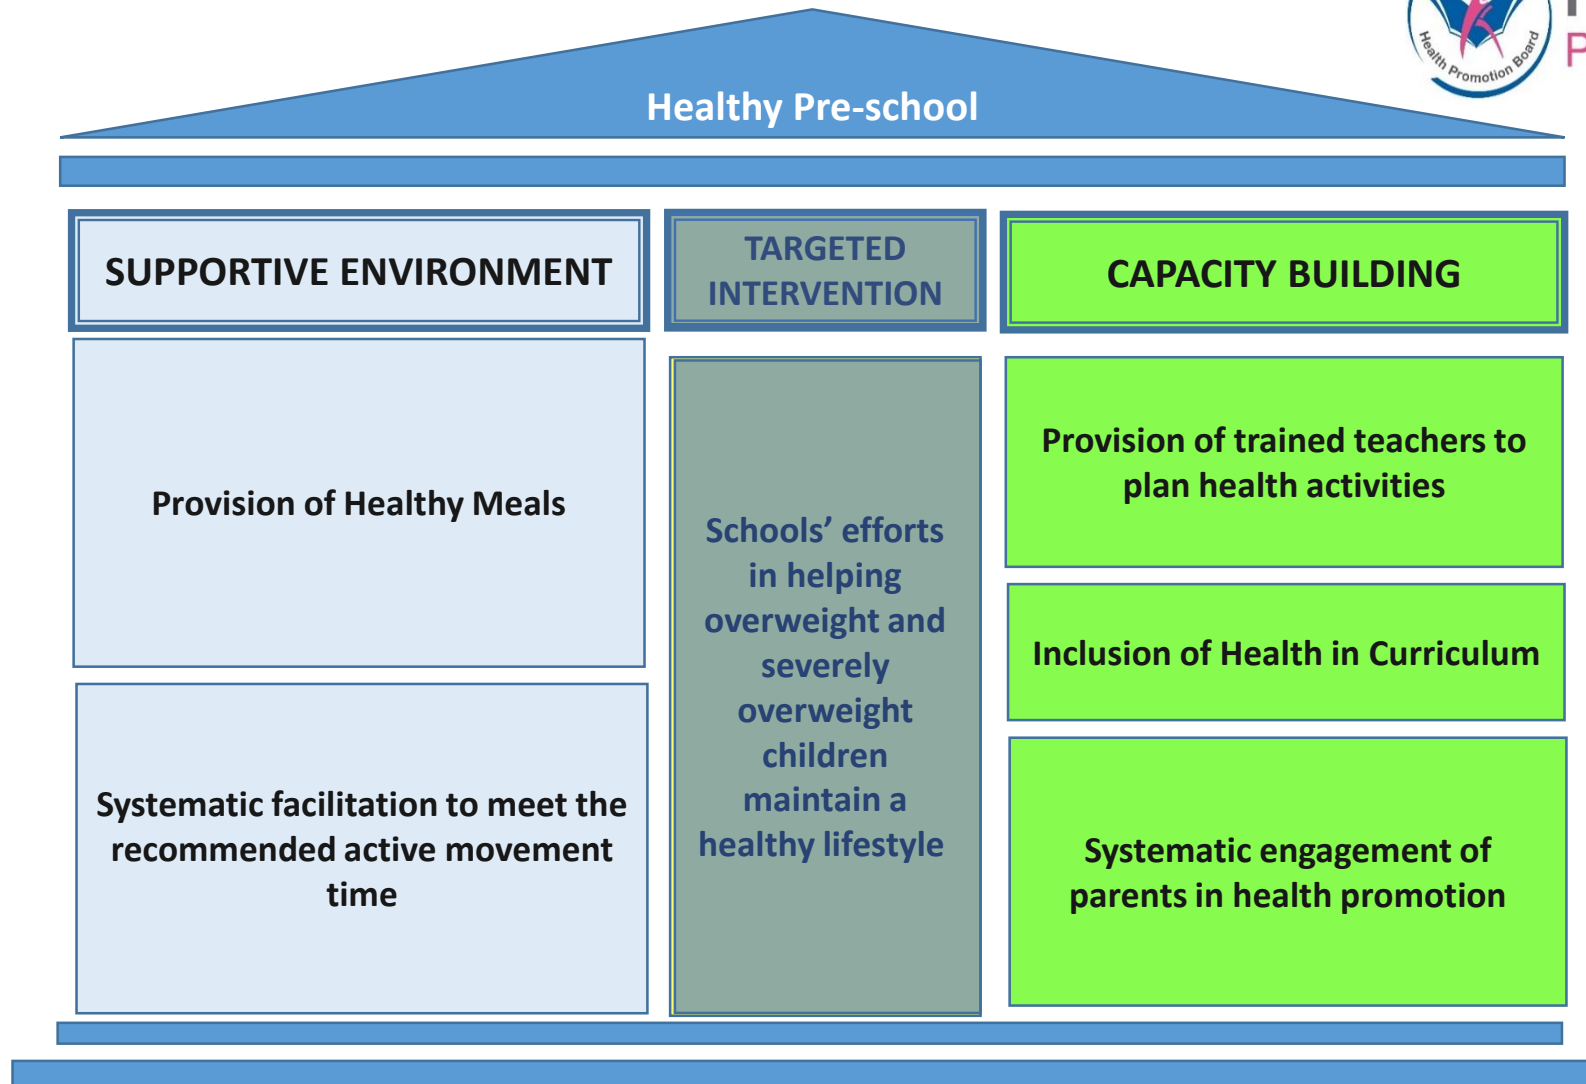 Health Promotion Board
P
Healthy Pre-school
SUPPORTIVE ENVIRONMENT
TARGETED
INTERVENTION
CAPACITY BUILDING
Provision of Healthy Meals
Systematic facilitation to meet the
recommended active movement
time
Schools’ efforts
in helping
overweight and
severely
overweight
children
maintain a
healthy lifestyle
Provision of trained teachers to
plan health activities
Inclusion of Health in Curriculum
Systematic engagement of
parents in health promotion